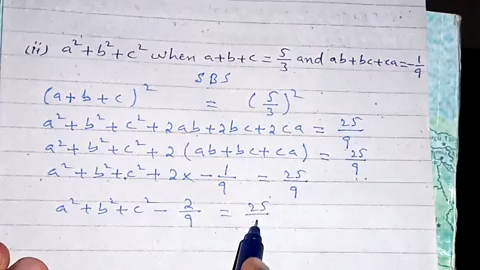 (ii) a²+b²+c² when a+b+c = 5/3 and ab+bc+ca = -1/9
SBS
(a+b+c)² = (5/3)²
a²+b²+c²+2ab+2bc+2ca = 25/9
a²+b²+c²+2(ab+bc+ca) = 25/9
a²+b²+c²+2x-1/9 = 25/9
a²+b²+c² - 2/9 = 25/